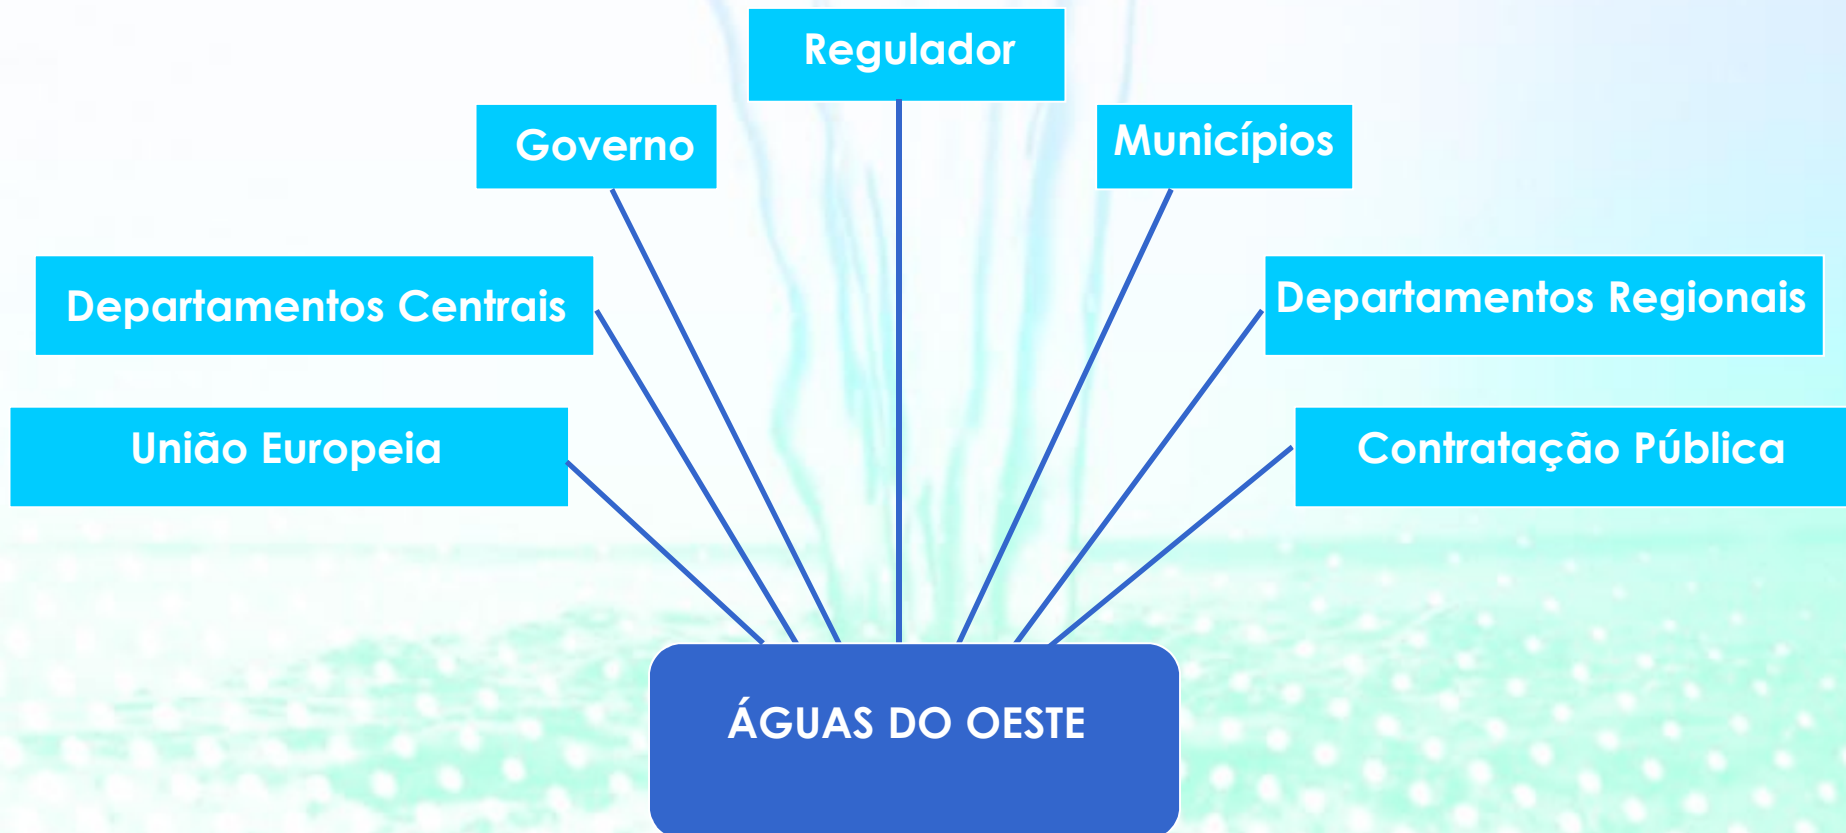 Regulador
Governo
Municípios
Departamentos Centrais
Departamentos Regionais
União Europeia
Contratação Pública
ÁGUAS DO OESTE